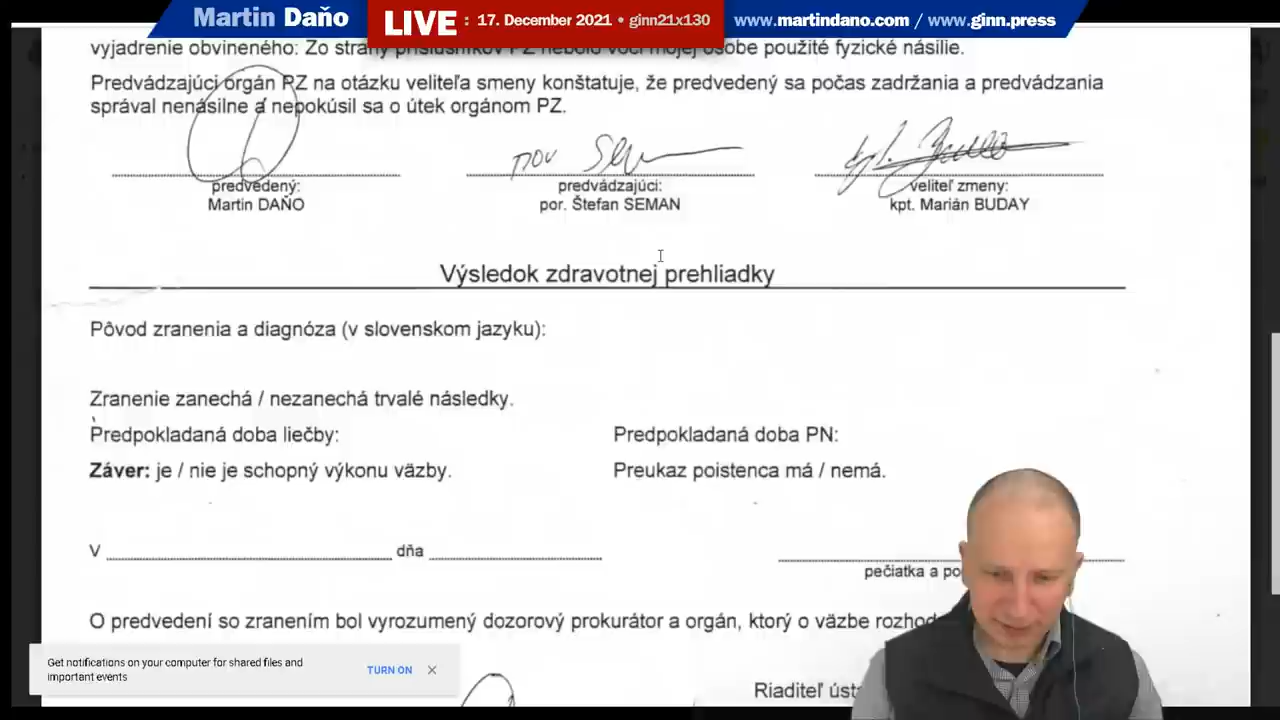 Martin Daňo
LIVE : 17. December 2021 • ginn21x130
www.martindano.com / www.ginn.press
vyjadrenie obvineného: Zo strany príslušníkov PZ nebolo voči mojej osobe použité fyzické násilie.
Predvádzajúci orgán PZ na otázku veliteľa smeny konštatuje, že predvedený sa počas zadržania a predvádzania
správal nenásilne a nepokúsil sa o útek orgánom PZ.
predvedený:
Martin DAŇO
predvádzajúci:
por. Štefan SEMAN
veliteľ zmeny:
kpt. Marián BUDAY
Výsledok zdravotnej prehliadky
Pôvod zranenia a diagnóza (v slovenskom jazyku):
Zranenie zanechá / nezanechá trvalé následky.
Predpokladaná doba liečby:
Predpokladaná doba PN:
Záver: je / nie je schopný výkonu väzby.
Preukaz poistenca má / nemá.
V
dňa
pečiatka a
O predvedení so zranením bol vyrozumený dozorový prokurátor a orgán, ktorý o väzbe
Get notifications on your computer for shared files and
important events
TURN ON
Riaditeľ